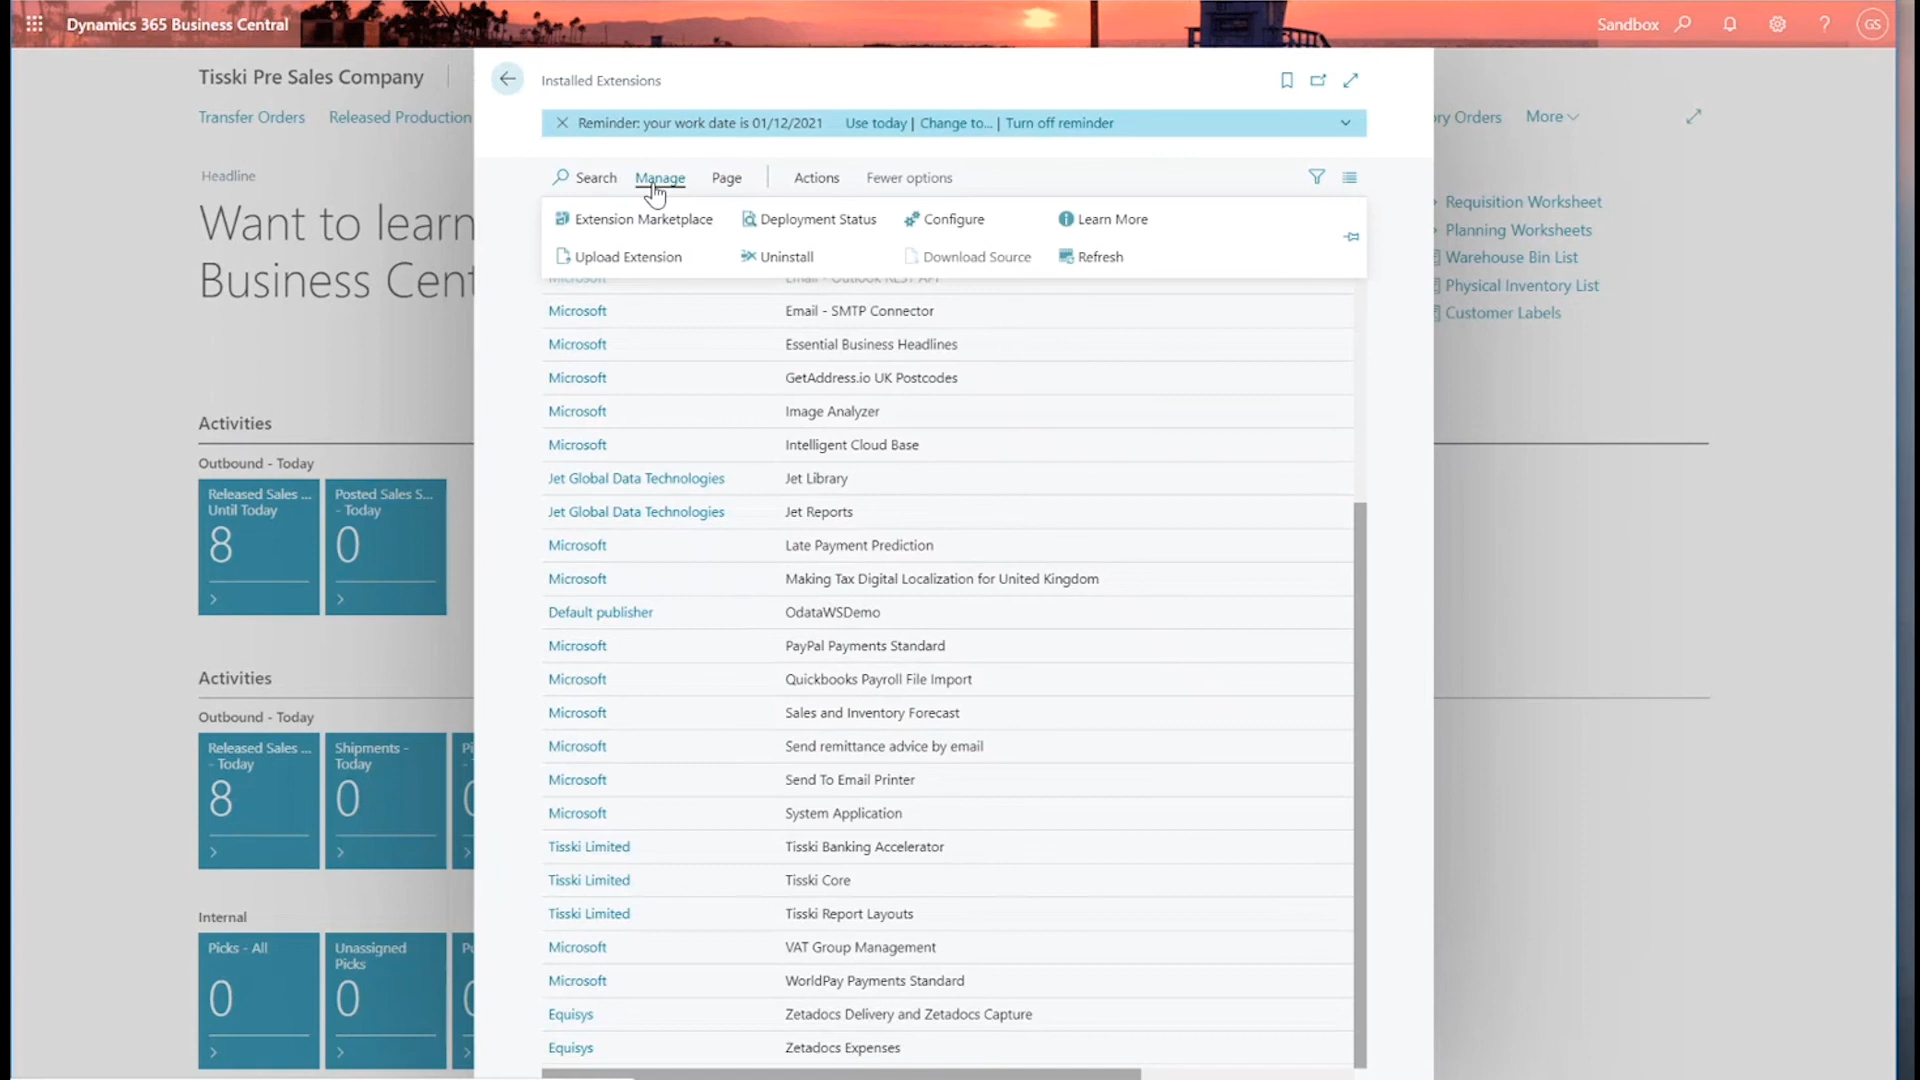 Dynamics 365 Business Central
Sandbox
GS
Tisski Pre Sales Company
Transfer Orders
Released Production
ry Orders
More
Headline
Want to learn
Business Cent
Installed Extensions
Reminder: your work date is 01/12/2021 Use today | Change to... | Turn off reminder
Search Manage Page Actions Fewer options
Extension Marketplace Deployment Status Configure Learn More
Upload Extension Uninstall Download Source Refresh
Microsoft Email - Outlook REST API
Microsoft Email - SMTP Connector
Microsoft Essential Business Headlines
Microsoft GetAddress.io UK Postcodes
Microsoft Image Analyzer
Microsoft Intelligent Cloud Base
Jet Global Data Technologies Jet Library
Jet Global Data Technologies Jet Reports
Microsoft Late Payment Prediction
Microsoft Making Tax Digital Localization for United Kingdom
Default publisher OdataWSDemo
Microsoft PayPal Payments Standard
Microsoft Quickbooks Payroll File Import
Microsoft Sales and Inventory Forecast
Microsoft Send remittance advice by email
Microsoft Send To Email Printer
Microsoft System Application
Tisski Limited Tisski Banking Accelerator
Tisski Limited Tisski Core
Tisski Limited Tisski Report Layouts
Microsoft VAT Group Management
Microsoft WorldPay Payments Standard
Equisys Zetadocs Delivery and Zetadocs Capture
Equisys Zetadocs Expenses
Requisition Worksheet
Planning Worksheets
Warehouse Bin List
Physical Inventory List
Customer Labels
Activities
Outbound - Today
Released Sales ...
Until Today
8
Posted Sales S...
- Today
0
Activities
Outbound - Today
Released Sales ...
- Today
8
Shipments -
Today
0
Pi
Internal
Picks - All
0
Unassigned
Picks
0
Pu